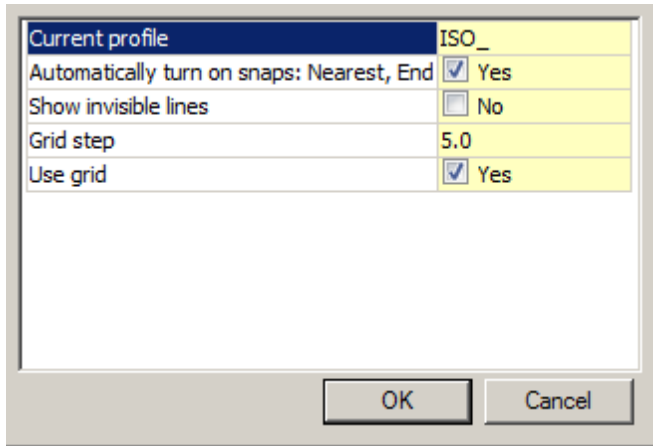 Current profile ISO_
Automatically turn on snaps: Nearest, End Yes
Show invisible lines No
Grid step 5.0
Use grid Yes
OK Cancel